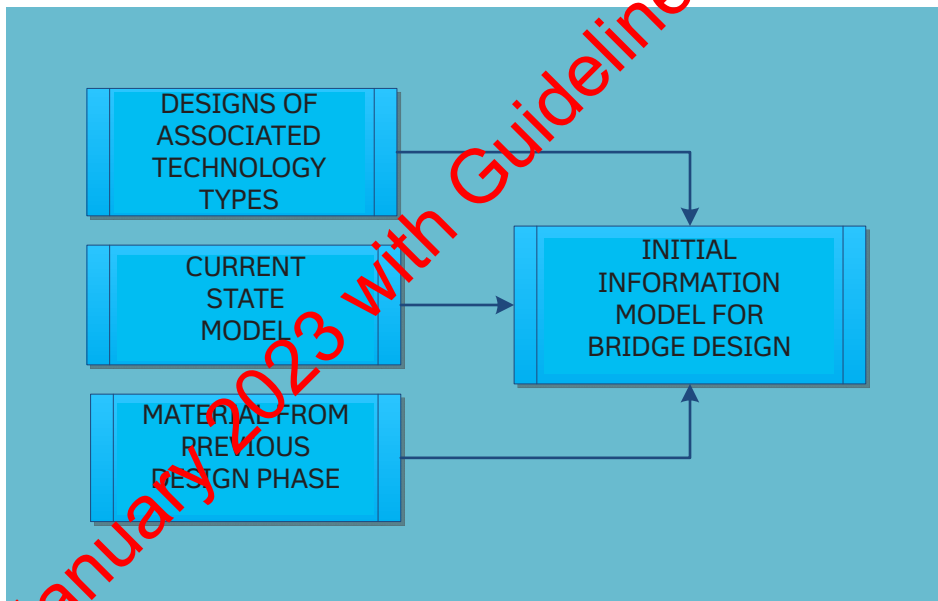 DESIGNS OF
ASSOCIATED
TECHNOLOGY
TYPES
CURRENT
STATE
MODEL
MATERIAL FROM
PREVIOUS
DESIGN PHASE
INITIAL
INFORMATION
MODEL FOR
BRIDGE DESIGN
anuary 2023 with Guideline